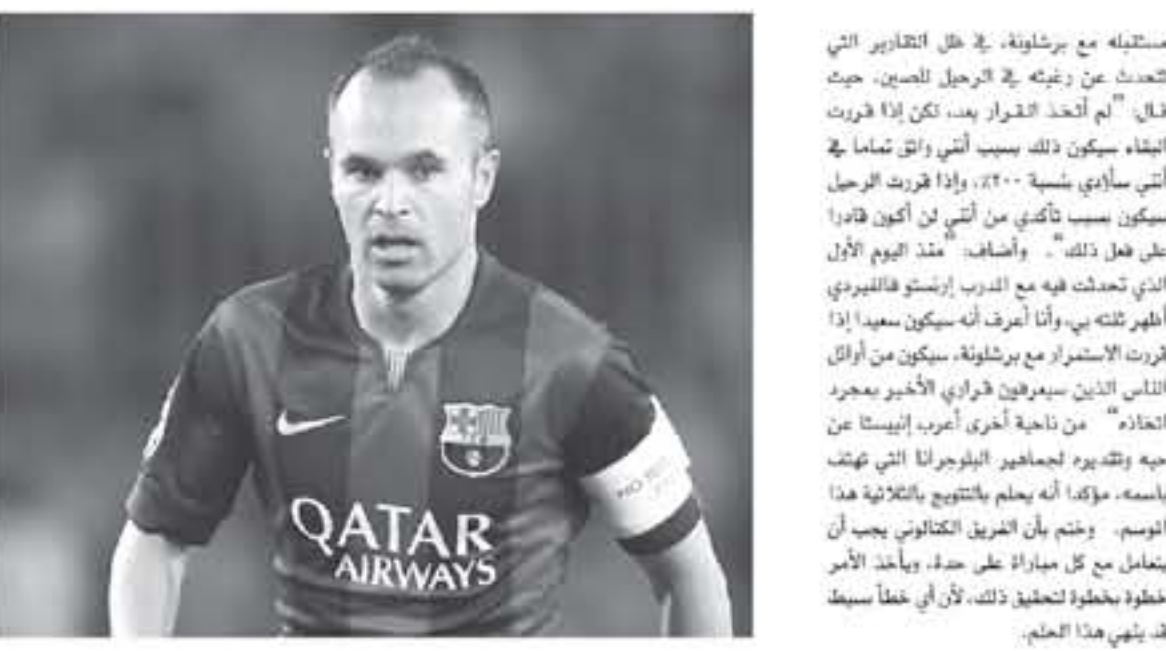 QATAR
AIRWAYS
مستقبله مع برشلونة، في ظل التقارير التي
تتحدث عن رغبته في الرحيل للصين، حيث
قال: "لم أتخذ القرار بعد، لكن إذا قررت
البقاء سيكون ذلك بسبب أنني واثق تماما في
أنني سأؤدي بنسبة ٢٠٠٪، وإذا قررت الرحيل
سيكون بسبب تأكدي من أنني لن أكون قادرا
على فعل ذلك". وأضاف: "منذ اليوم الأول
الذي تحدثت فيه مع المدرب إرنستو فالفيردي
أظهر ثقته بي، وأنا أعرف أنه سيكون سعيدا إذا
قررت الاستمرار مع برشلونة، سيكون من أوائل
الناس الذين سيعرفون قراري الأخير بمجرد
اتخاذه" من ناحية أخرى أعرب إنييستا عن
حبه وتقديره لجماهير البلوجرانا التي تهتف
باسمه، مؤكدا أنه يحلم بالتتويج بالثلاثية هذا
الموسم. وختم بأن الفريق الكتالوني يجب أن
يتعامل مع كل مباراة على حدة، ويأخذ الأمر
خطوة بخطوة لتحقيق ذلك، لأن أي خطأ بسيط
قد ينهي هذا الحلم.